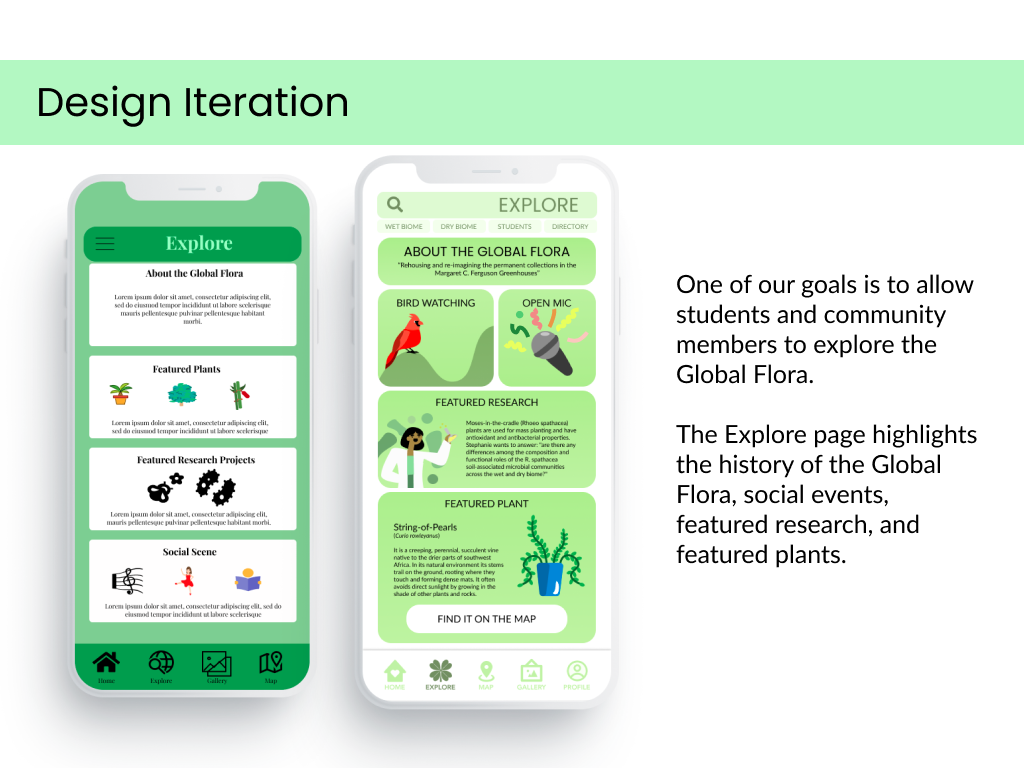 Design Iteration
Explore
About the Global Flora
Lorem ipsum dolor sit amet, consectetur adipiscing elit,
sed do eiusmod tempor incididunt ut labore scelerisque
mauris pellentesque pulvinar pellentesque habitant
morbi.
Featured Plants
Lorem ipsum dolor sit amet, consectetur adipiscing elit,
sed do eiusmod tempor incididunt ut labore scelerisque
Featured Research Projects
Lorem ipsum dolor sit amet, consectetur adipiscing elit,
mauris pellentesque pulvinar pellentesque habitant morbi.
Social Scene
Lorem ipsum dolor sit amet, consectetur adipiscing elit, sed do
eiusmod tempor incididunt ut labore scelerisque
Home
Explore
Gallery
Map
EXPLORE
WET BIOME
DRY BIOME
STUDENTS
DIRECTORY
ABOUT THE GLOBAL FLORA
"Rehousing and re-imagining the permanent collections in the
Margaret C. Ferguson Greenhouses"
BIRD WATCHING
OPEN MIC
FEATURED RESEARCH
Moses-in-the-cradle (Rhoeo spathacea)
plants are used for mass planting and have
antioxidant and antibacterial properties.
Stephanie wants to answer: "are there any
differences among the composition and
functional roles of the R. spathacea
soil-associated microbial communities
across the wet and dry biome?"
FEATURED PLANT
String-of-Pearls
(Curio rowleyanus)
It is a creeping, perennial, succulent vine
native to the drier parts of southwest
Africa. In its natural environment its stems
trail on the ground, rooting where they
touch and forming dense mats. It often
avoids direct sunlight by growing in the
shade of other plants and rocks.
FIND IT ON THE MAP
HOME
EXPLORE
MAP
GALLERY
PROFILE
One of our goals is to allow
students and community
members to explore the
Global Flora.
The Explore page highlights
the history of the Global
Flora, social events,
featured research, and
featured plants.